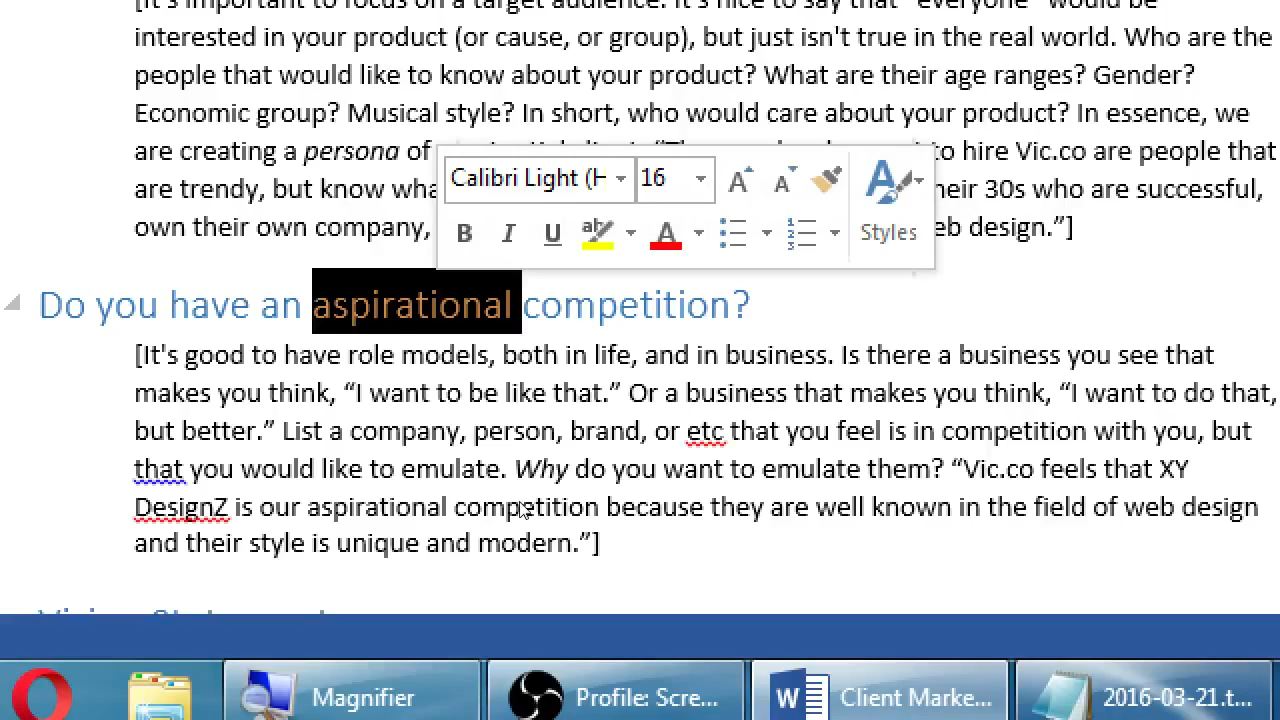 [It's important to focus on a target audience. It's nice to say that "everyone" would be
interested in your product (or cause, or group), but just isn't true in the real world. Who are the
people that would like to know about your product? What are their age ranges? Gender?
Economic group? Musical style? In short, who would care about your product? In essence, we
are creating a persona of to hire Vic.co are people that
are trendy, but know wha heir 30s who are successful,
own their own company, eb design.”]
Calibri Light (H 16
B I U ab A Styles
Do you have an aspirational competition?
[It's good to have role models, both in life, and in business. Is there a business you see that
makes you think, “I want to be like that.” Or a business that makes you think, “I want to do that,
but better.” List a company, person, brand, or etc that you feel is in competition with you, but
that you would like to emulate. Why do you want to emulate them? “Vic.co feels that XY
DesignZ is our aspirational competition because they are well known in the field of web design
and their style is unique and modern.”]
Magnifier
Profile: Scre...
Client Marke...
2016-03-21.t...